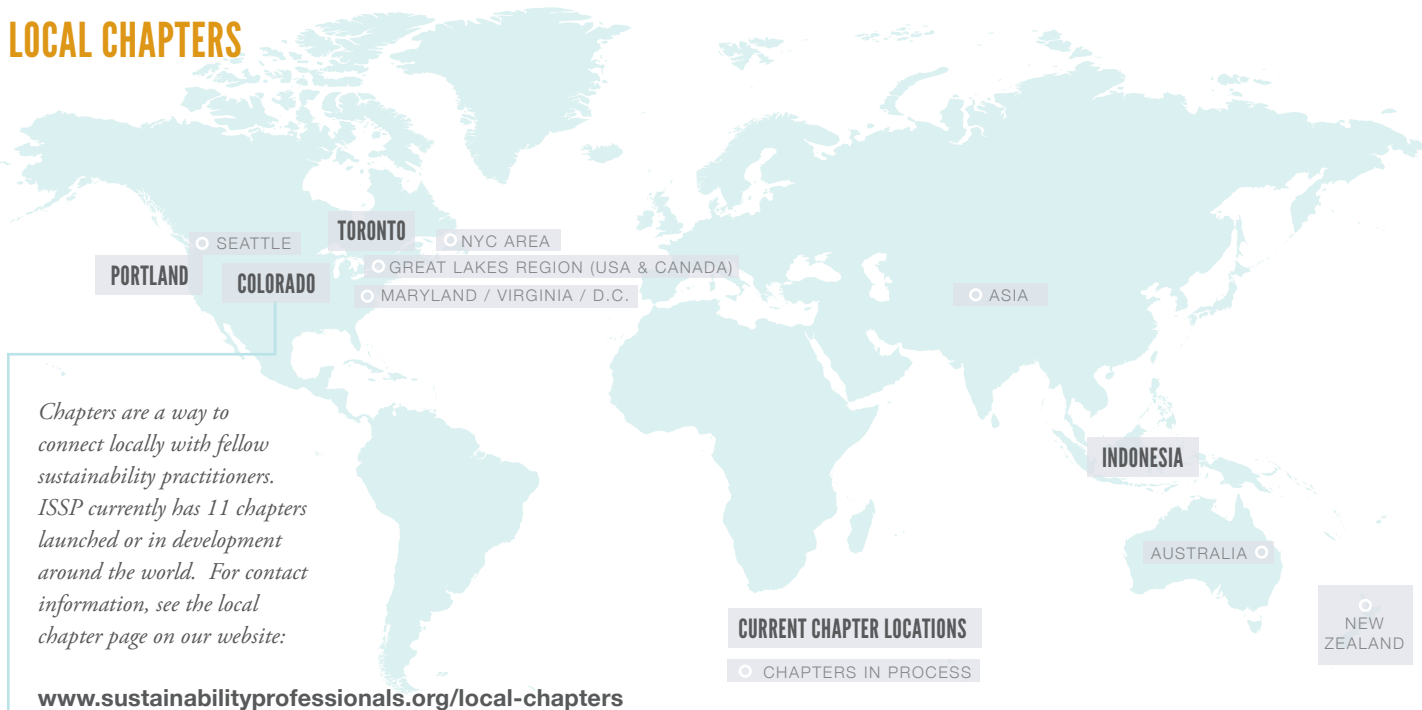 LOCAL CHAPTERS
SEATTLE
TORONTO
NYC AREA
PORTLAND
COLORADO
GREAT LAKES REGION (USA & CANADA)
MARYLAND / VIRGINIA / D.C.
ASIA
Chapters are a way to
connect locally with fellow
sustainability practitioners.
ISSP currently has 11 chapters
launched or in development
around the world.  For contact
information, see the local
chapter page on our website:
www.sustainabilityprofessionals.org/local-chapters
INDONESIA
AUSTRALIA
NEW
ZEALAND
CURRENT CHAPTER LOCATIONS
CHAPTERS IN PROCESS